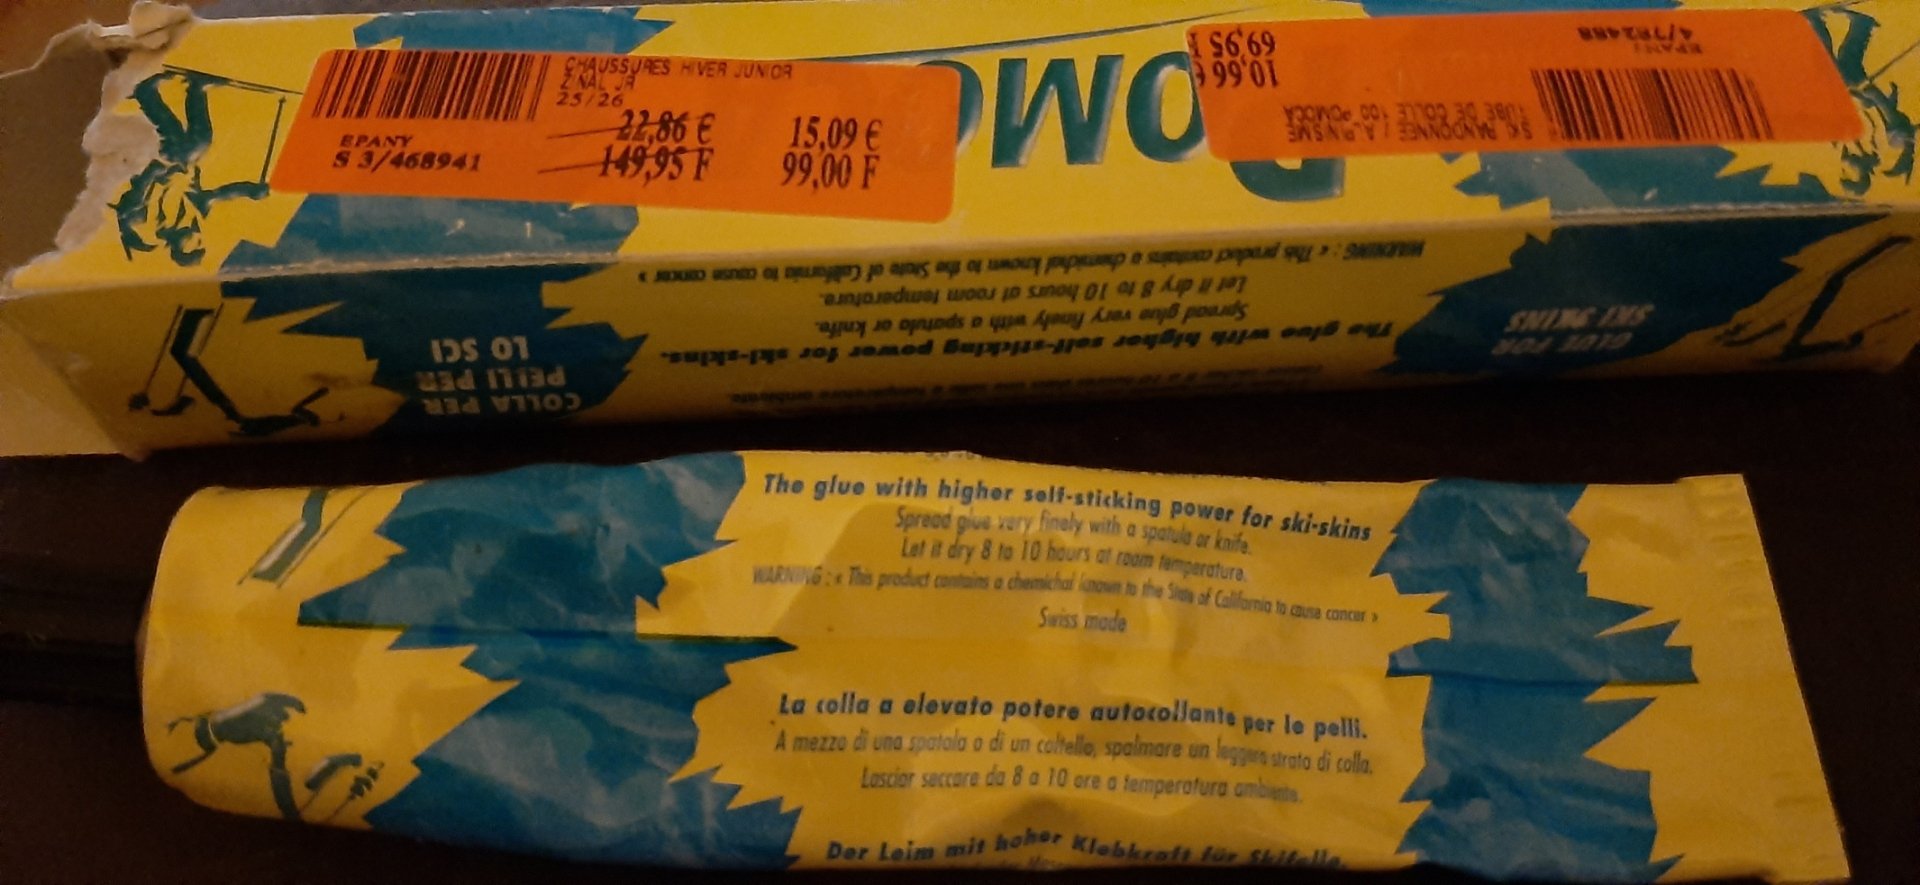 CHAUSSURES HIVER JUNIOR
ZNAL JR
25/26
EPANY
S 3/468941
22,86 € 15,09 €
149,95 F 99,00 F
POMO
EPANY
4/782488
SKI RANDONNEE / ALPINISME
TUBE DE COLLE 100 POMOCA
10,66 €
69,95 F
GLUE FOR
SKI SKINS
The glue with higher self-sticking power for ski-skins.
Spread glue very finely with a spatula or knife.
Let it dry 8 to 10 hours at room temperature.
WARNING : « This product contains a chemichal known to the State of California to cause cancer »
COLLA PER
PELLI PER
LO SCI
The glue with higher self-sticking power for ski-skins
Spread glue very finely with a spatula or knife.
Let it dry 8 to 10 hours at room temperature.
WARNING : « This product contains a chemichal known to the State of California to cause cancer »
Swiss made
La colla a elevato potere autocollante per le pelli.
A mezzo di una spatola o di un coltello, spalmare un leggero strato di colla.
Lasciar seccare da 8 a 10 ore a temperatura ambiente.
Der Leim mit hoher Klebkraft für Skifelle.